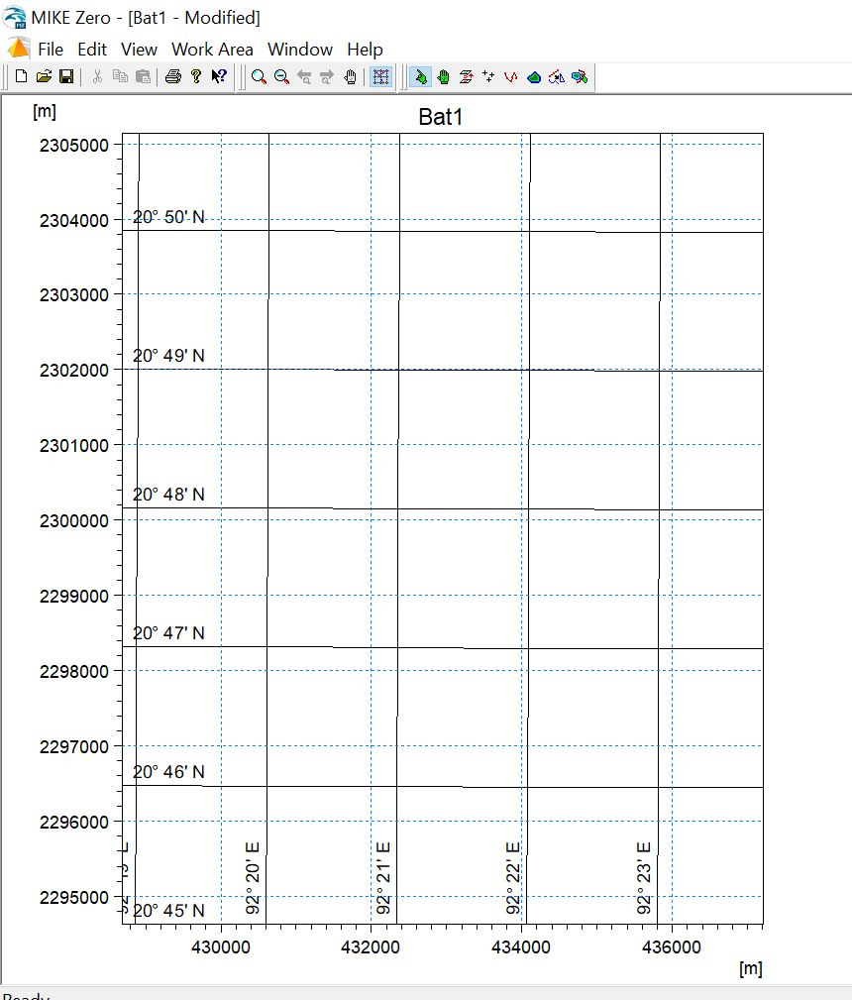 MIKE Zero - [Bat1 - Modified]
File Edit View Work Area Window Help
[m]
Bat1
2305000
20° 50' N
2304000
2303000
20° 49' N
2302000
2301000
20° 48' N
2300000
2299000
20° 47' N
2298000
2297000
20° 46' N
2296000
92° 20' E
92° 21' E
92° 22' E
92° 23' E
2295000
20° 45' N
430000 432000 434000 436000
[m]
Ready